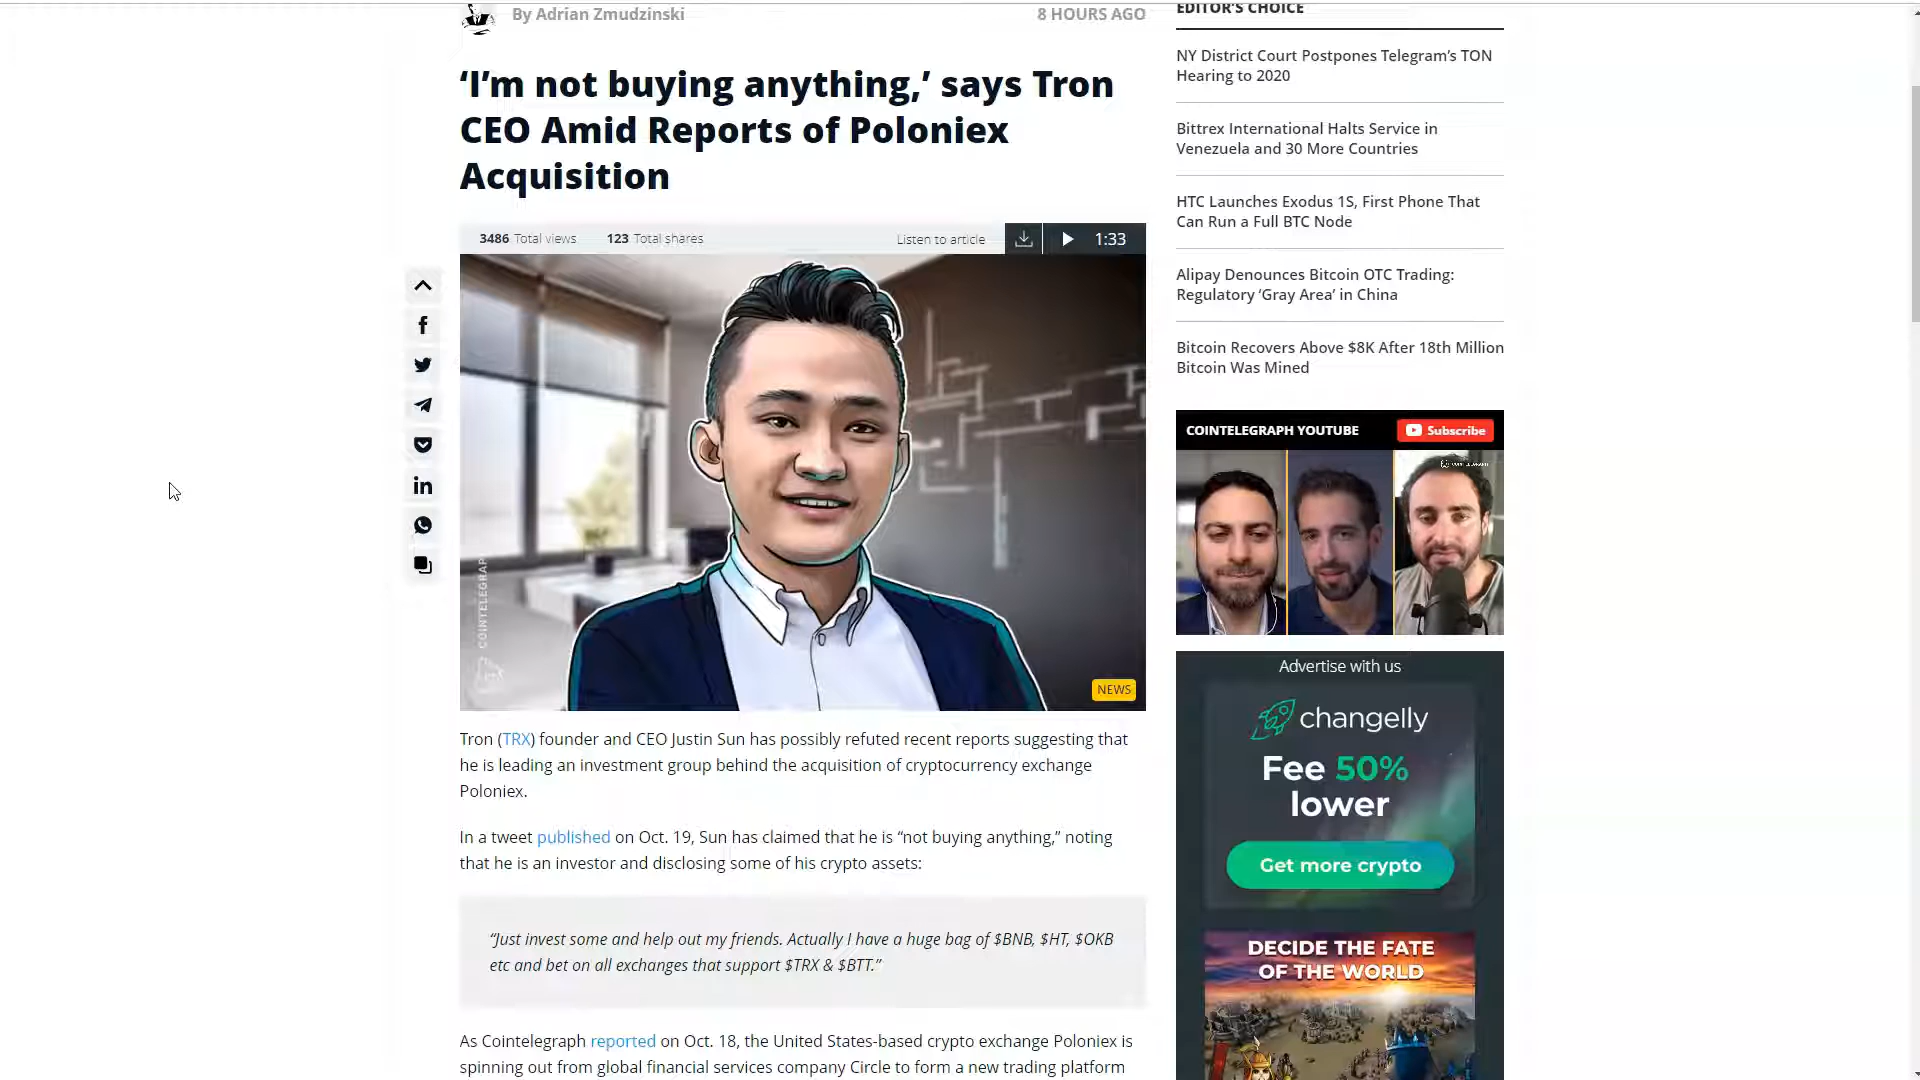 By Adrian Zmudzinski
8 HOURS AGO
‘I’m not buying anything,’ says Tron
CEO Amid Reports of Poloniex
Acquisition
3486 Total views
123 Total shares
Listen to article
1:33
COINTELEGRAP
NEWS
Tron (TRX) founder and CEO Justin Sun has possibly refuted recent reports suggesting that
he is leading an investment group behind the acquisition of cryptocurrency exchange
Poloniex.
In a tweet published on Oct. 19, Sun has claimed that he is “not buying anything,” noting
that he is an investor and disclosing some of his crypto assets:
“Just invest some and help out my friends. Actually I have a huge bag of $BNB, $HT, $OKB
etc and bet on all exchanges that support $TRX & $BTT.”
As Cointelegraph reported on Oct. 18, the United States-based crypto exchange Poloniex is
spinning out from global financial services company Circle to form a new trading platform
EDITOR’S CHOICE
NY District Court Postpones Telegram’s TON
Hearing to 2020
Bittrex International Halts Service in
Venezuela and 30 More Countries
HTC Launches Exodus 1S, First Phone That
Can Run a Full BTC Node
Alipay Denounces Bitcoin OTC Trading:
Regulatory ‘Gray Area’ in China
Bitcoin Recovers Above $8K After 18th Million
Bitcoin Was Mined
COINTELEGRAPH YOUTUBE
Subscribe
Advertise with us
changelly
Fee 50%
lower
Get more crypto
DECIDE THE FATE
OF THE WORLD